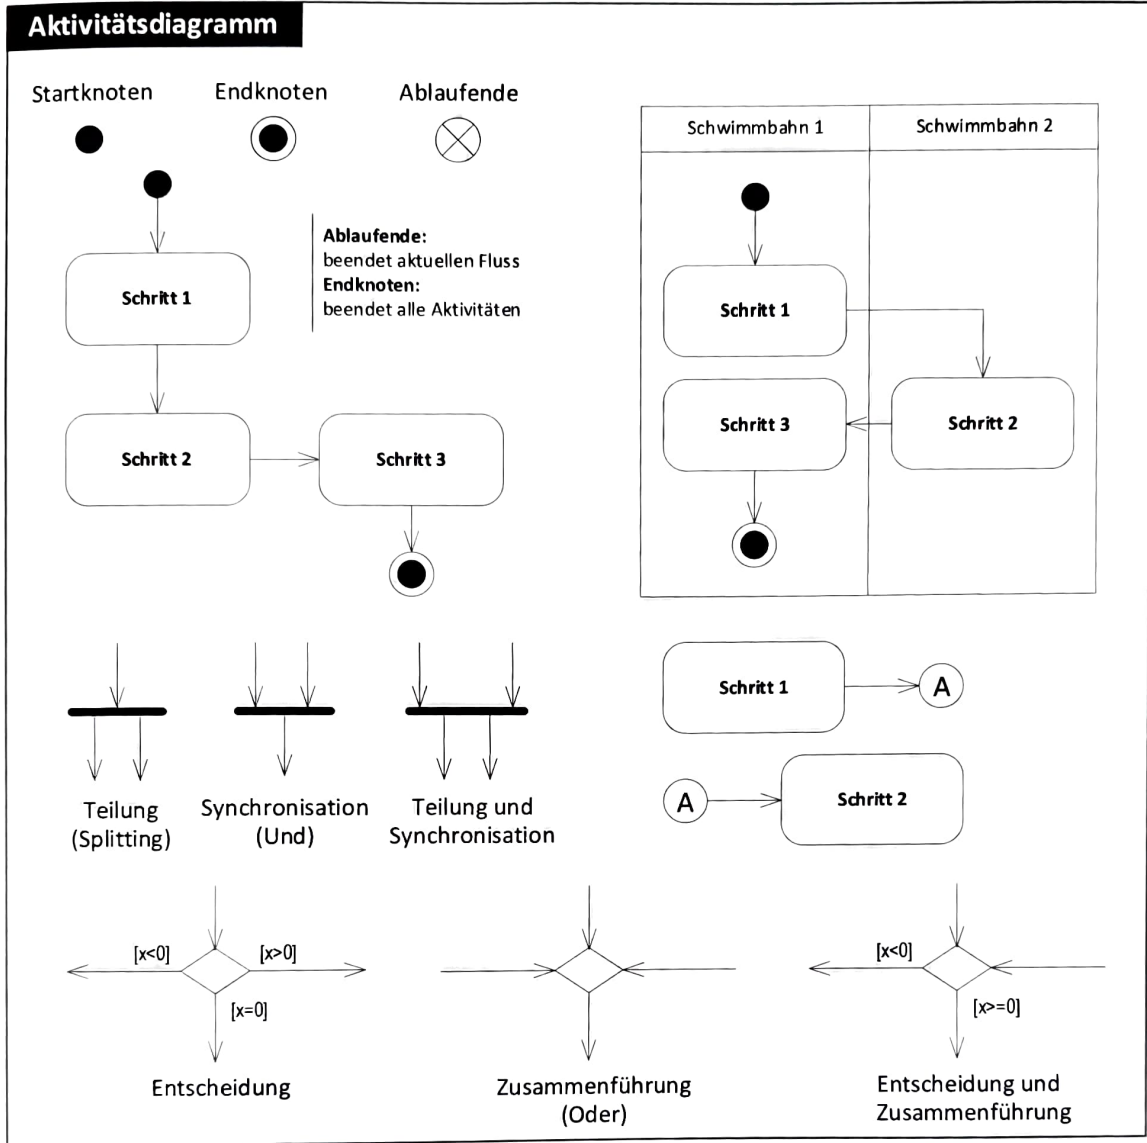 Aktivitätsdiagramm
Startknoten
Endknoten
Ablaufende
Ablaufende:
beendet aktuellen Fluss
Endknoten:
beendet alle Aktivitäten
Schritt 1
Schritt 2
Schritt 3
Schwimmbahn 1
Schwimmbahn 2
Schritt 1
Schritt 3
Schritt 2
Teilung
(Splitting)
Synchronisation
(Und)
Teilung und
Synchronisation
Schritt 1
A
A
Schritt 2
[x<0]
[x>0]
[x=0]
Entscheidung
Zusammenführung
(Oder)
[x<0]
[x>=0]
Entscheidung und
Zusammenführung